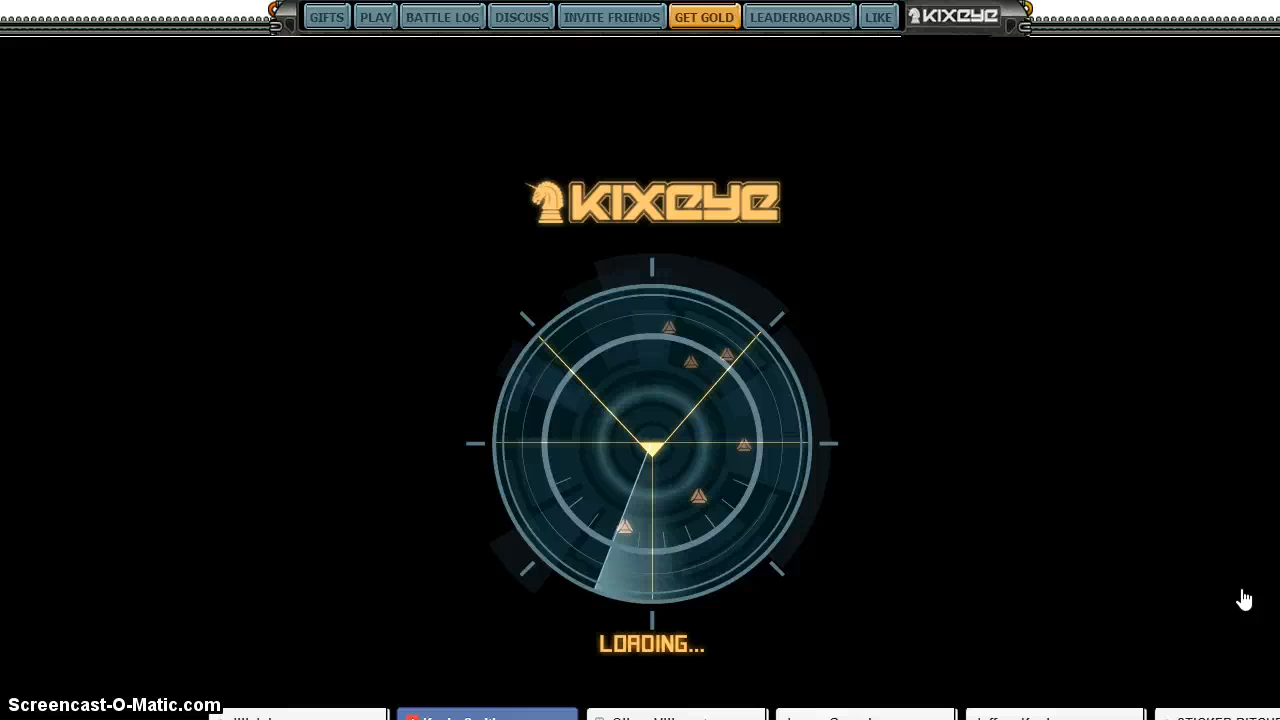 GIFTS PLAY BATTLE LOG DISCUSS INVITE FRIENDS GET GOLD LEADERBOARDS LIKE KIXEYE
KIXEYE
LOADING...
Screencast-O-Matic.com